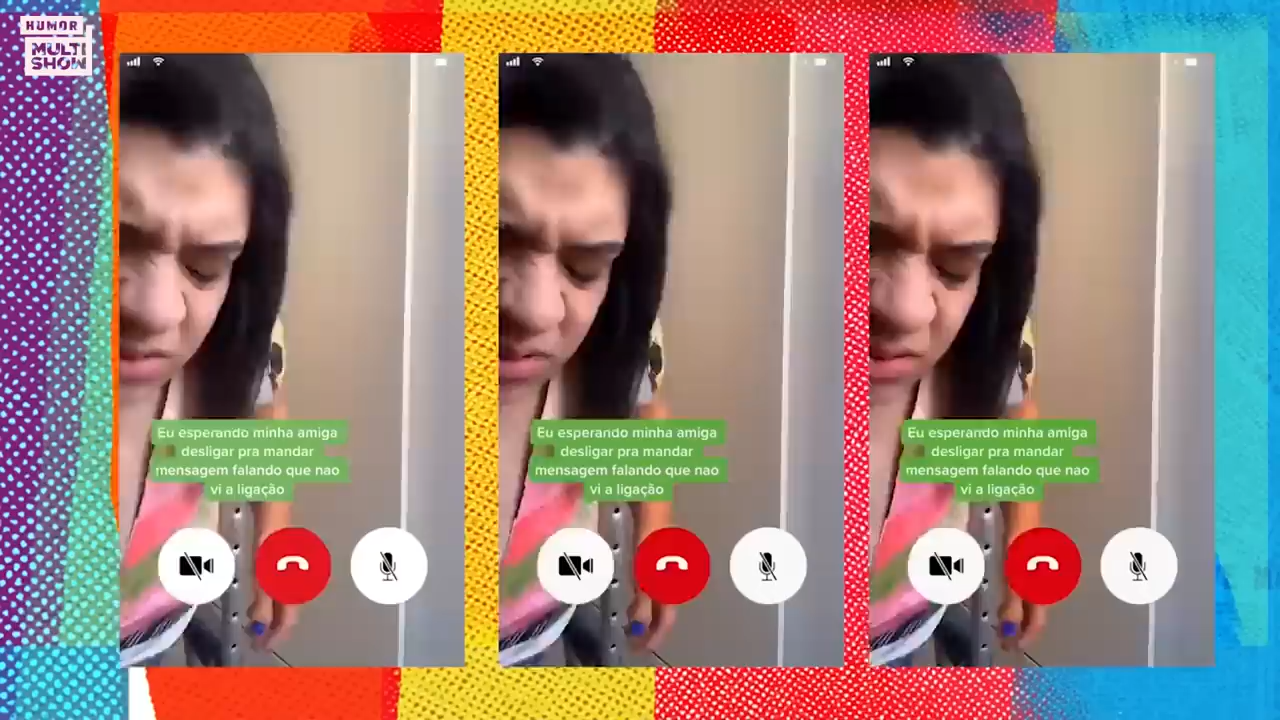 HUMOR
MULTI
SHOW
Eu esperando minha amiga
desligar pra mandar
mensagem falando que nao
vi a ligação
Eu esperando minha amiga
desligar pra mandar
mensagem falando que nao
vi a ligação
Eu esperando minha amiga
desligar pra mandar
mensagem falando que nao
vi a ligação